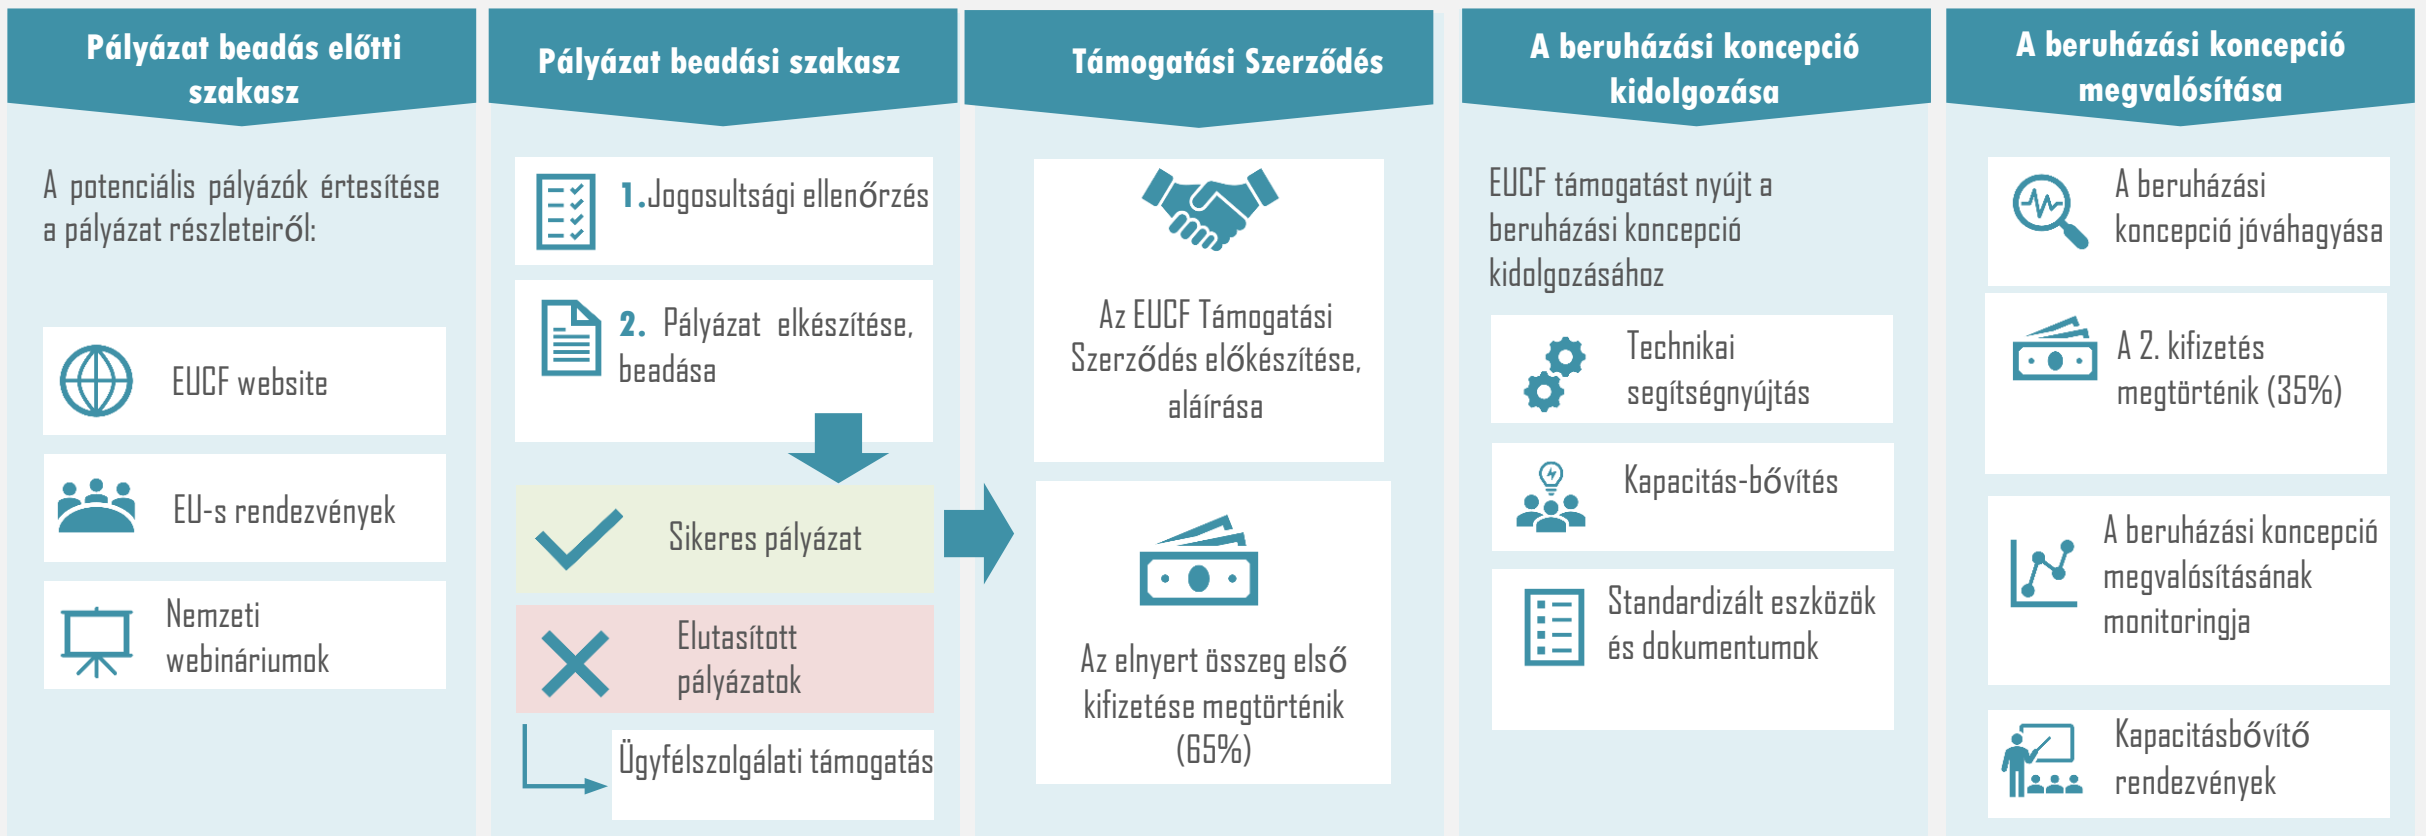 Pályázat beadás előtti
szakasz
A potenciális pályázók értesítése
a pályázat részleteiről:
EUCF website
EU-s rendezvények
Nemzeti
webináriumok
Pályázat beadási szakasz
1.Jogosultsági ellenőrzés
2. Pályázat elkészítése,
beadása
Sikeres pályázat
Elutasított
pályázatok
Ügyfélszolgálati támogatás
Támogatási Szerződés
Az EUCF Támogatási
Szerződés előkészítése,
aláírása
Az elnyert összeg első
kifizetése megtörténik
(65%)
A beruházási koncepció
kidolgozása
EUCF támogatást nyújt a
beruházási koncepció
kidolgozásához
Technikai
segítségnyújtás
Kapacitás-bővítés
Standardizált eszközök
és dokumentumok
A beruházási koncepció
megvalósítása
A beruházási
koncepció jóváhagyása
A 2. kifizetés
megtörténik (35%)
A beruházási koncepció
megvalósításának
monitoringja
Kapacitásbővítő
rendezvények